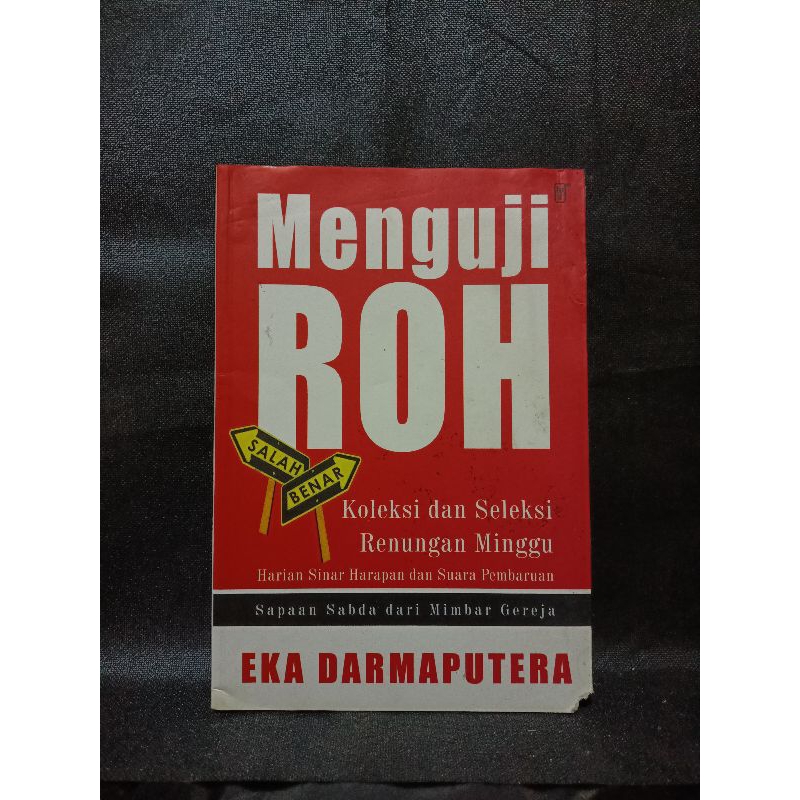 Menguji
ROH
SALAH
BENAR
Koleksi dan Seleksi
Renungan Minggu
Harian Sinar Harapan dan Suara Pembaruan
Sapaan Sabda dari Mimbar Gereja
EKA DARMAPUTERA